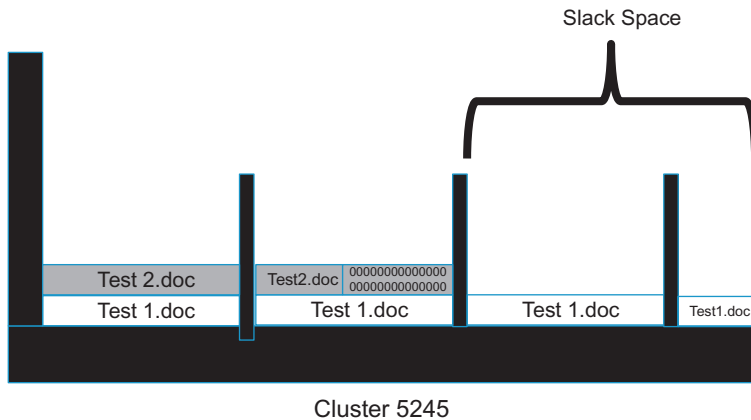 Slack Space
Test 2.doc
Test2.doc
00000000000000
00000000000000
Test 1.doc
Test 1.doc
Test 1.doc
Test1.doc
Cluster 5245